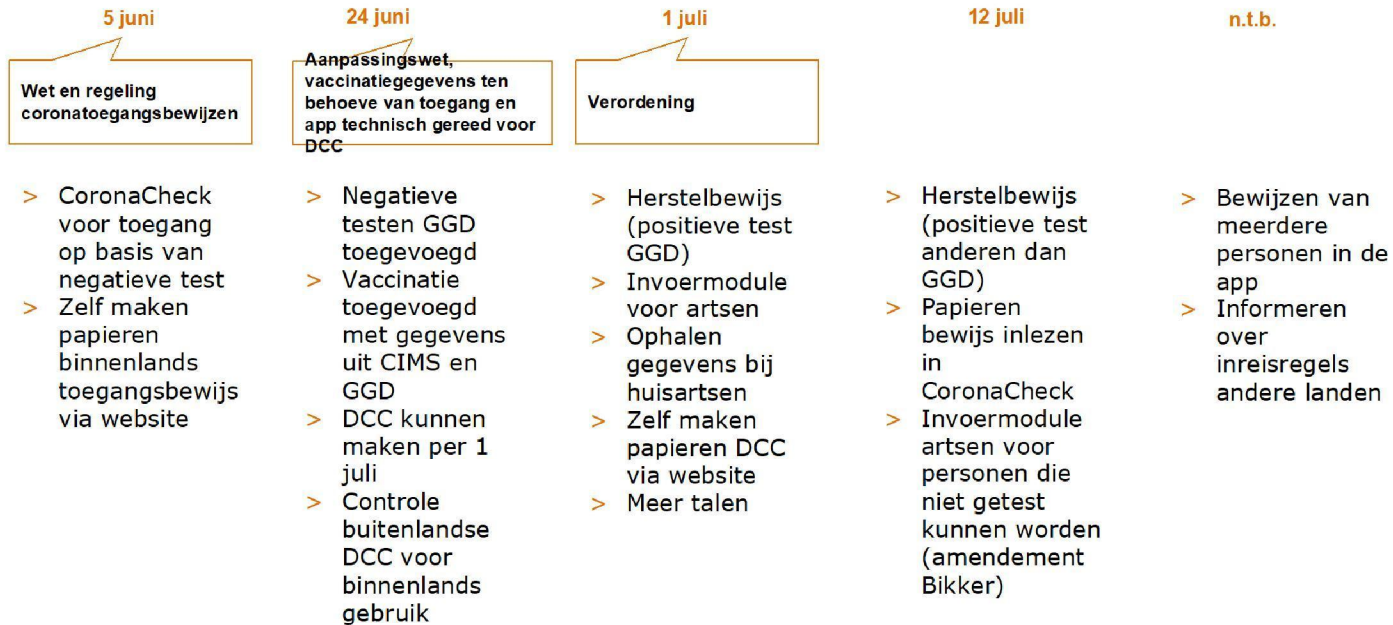 5 juni
Wet en regeling
coronatoegangsbewijzen
> CoronaCheck
voor toegang
op basis van
negatieve test
> Zelf maken
papieren
binnenlands
toegangsbewijs
via website
24 juni
Aanpassingswet,
vaccinatiegegevens ten
behoeve van toegang en
app technisch gereed voor
DCC
> Negatieve
testen GGD
toegevoegd
> Vaccinatie
toegevoegd
met gegevens
uit CIMS en
GGD
> DCC kunnen
maken per 1
juli
> Controle
buitenlandse
DCC voor
binnenlands
gebruik
1 juli
Verordening
> Herstelbewijs
(positieve test
GGD)
> Invoermodule
voor artsen
> Ophalen
gegevens bij
huisartsen
> Zelf maken
papieren DCC
via website
> Meer talen
12 juli
> Herstelbewijs
(positieve test
anderen dan
GGD)
> Papieren
bewijs inlezen
in
CoronaCheck
> Invoermodule
artsen voor
personen die
niet getest
kunnen worden
(amendement
Bikker)
n.t.b.
> Bewijzen van
meerdere
personen in de
app
> Informeren
over
inreisregels
andere landen